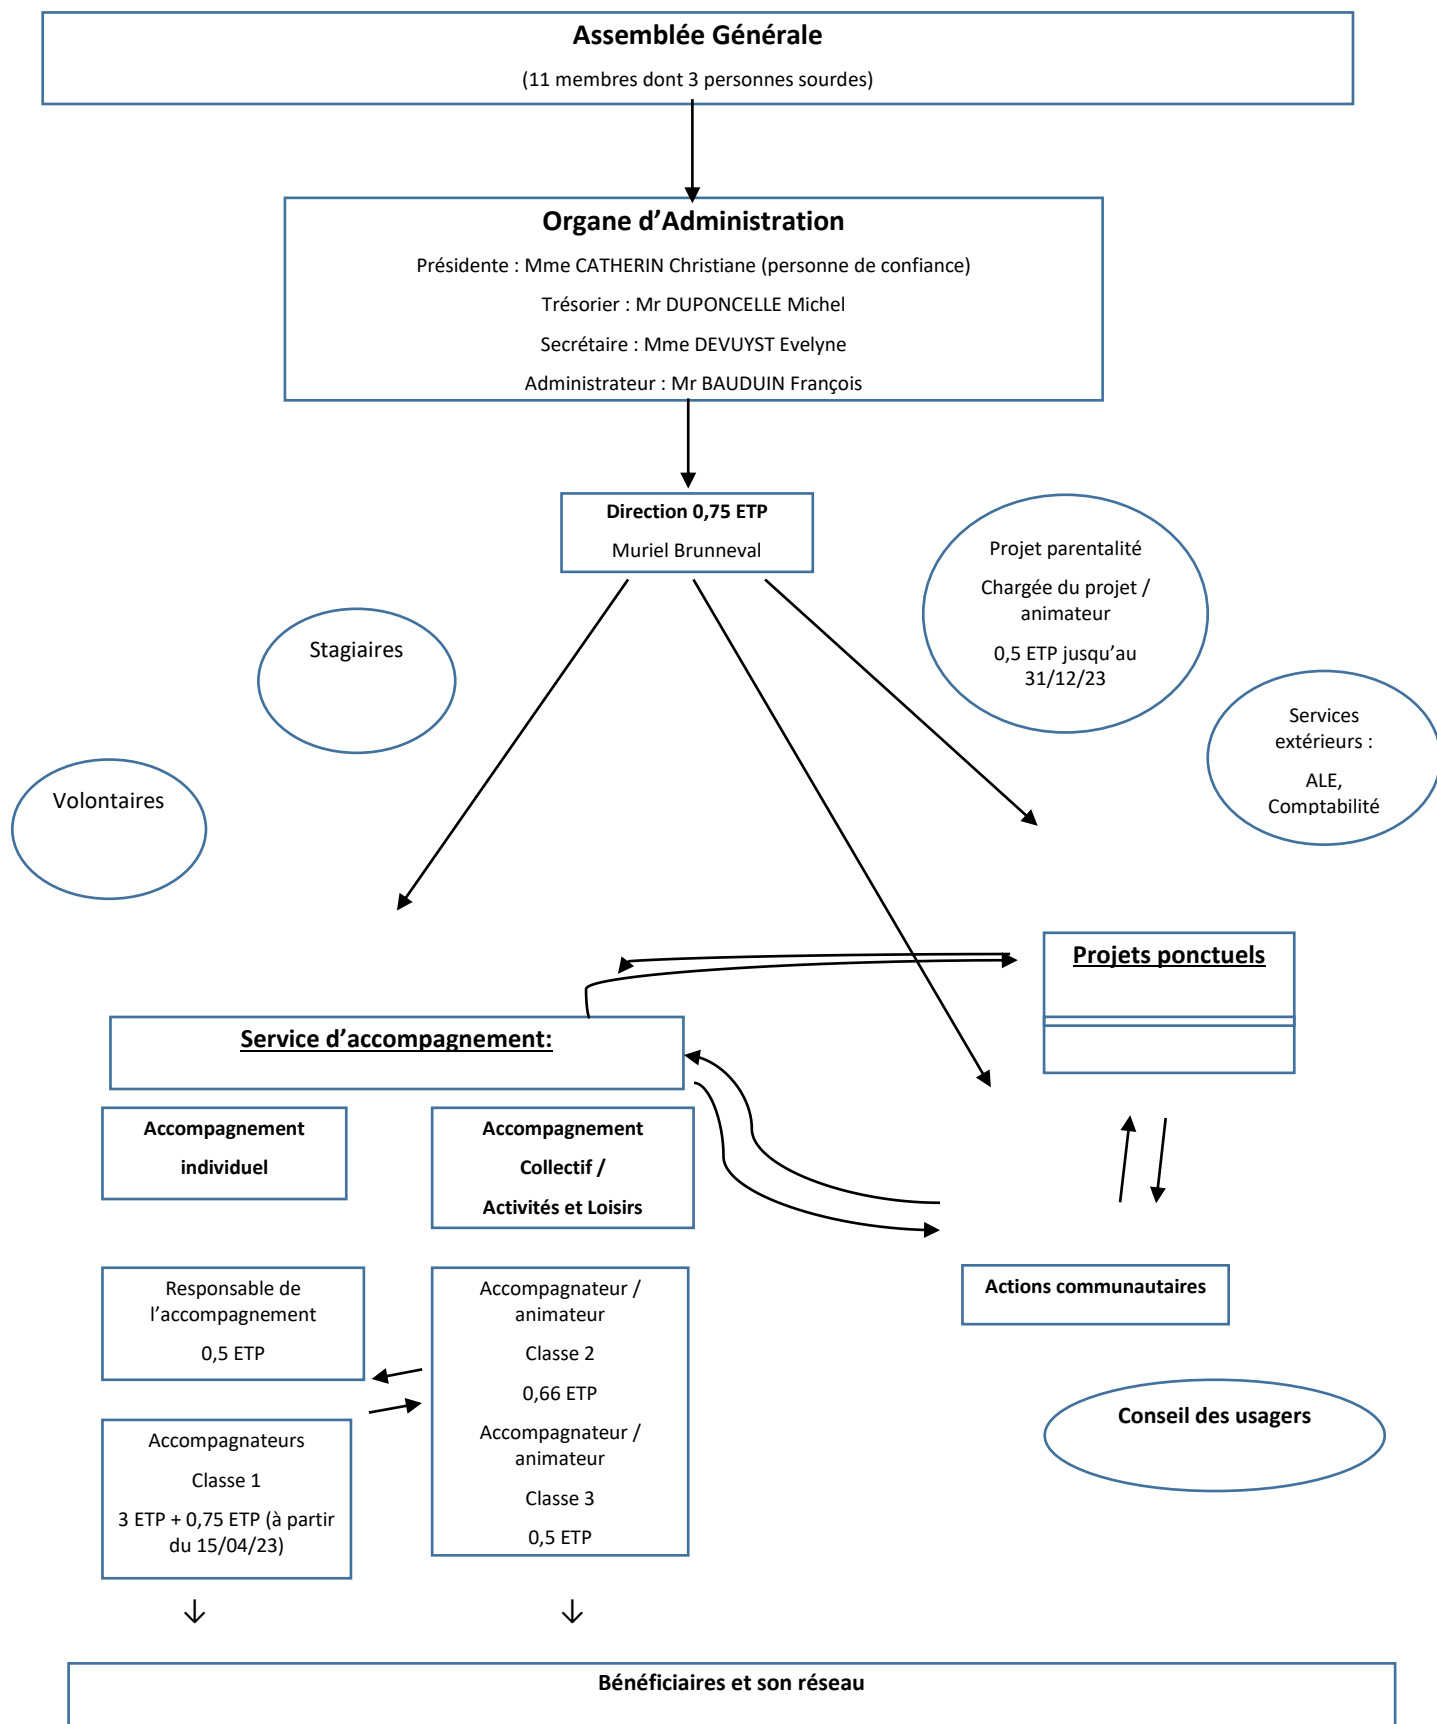 Assemblée Générale
(11 membres dont 3 personnes sourdes)
Organe d’Administration
Présidente : Mme CATHERIN Christiane (personne de confiance)
Trésorier : Mr DUPONCELLE Michel
Secrétaire : Mme DEVUYST Evelyne
Administrateur : Mr BAUDUIN François
Direction 0,75 ETP
Muriel Brunneval
Projet parentalité
Chargée du projet /
animateur
0,5 ETP jusqu’au
31/12/23
Stagiaires
Services
extérieurs :
ALE,
Comptabilité
Volontaires
Projets ponctuels
Service d’accompagnement:
Accompagnement
individuel
Accompagnement
Collectif /
Activités et Loisirs
Actions communautaires
Responsable de
l’accompagnement
0,5 ETP
Accompagnateur /
animateur
Classe 2
0,66 ETP
Accompagnateur /
animateur
Classe 3
0,5 ETP
Accompagnateurs
Classe 1
3 ETP + 0,75 ETP (à partir
du 15/04/23)
Conseil des usagers
Bénéficiaires et son réseau